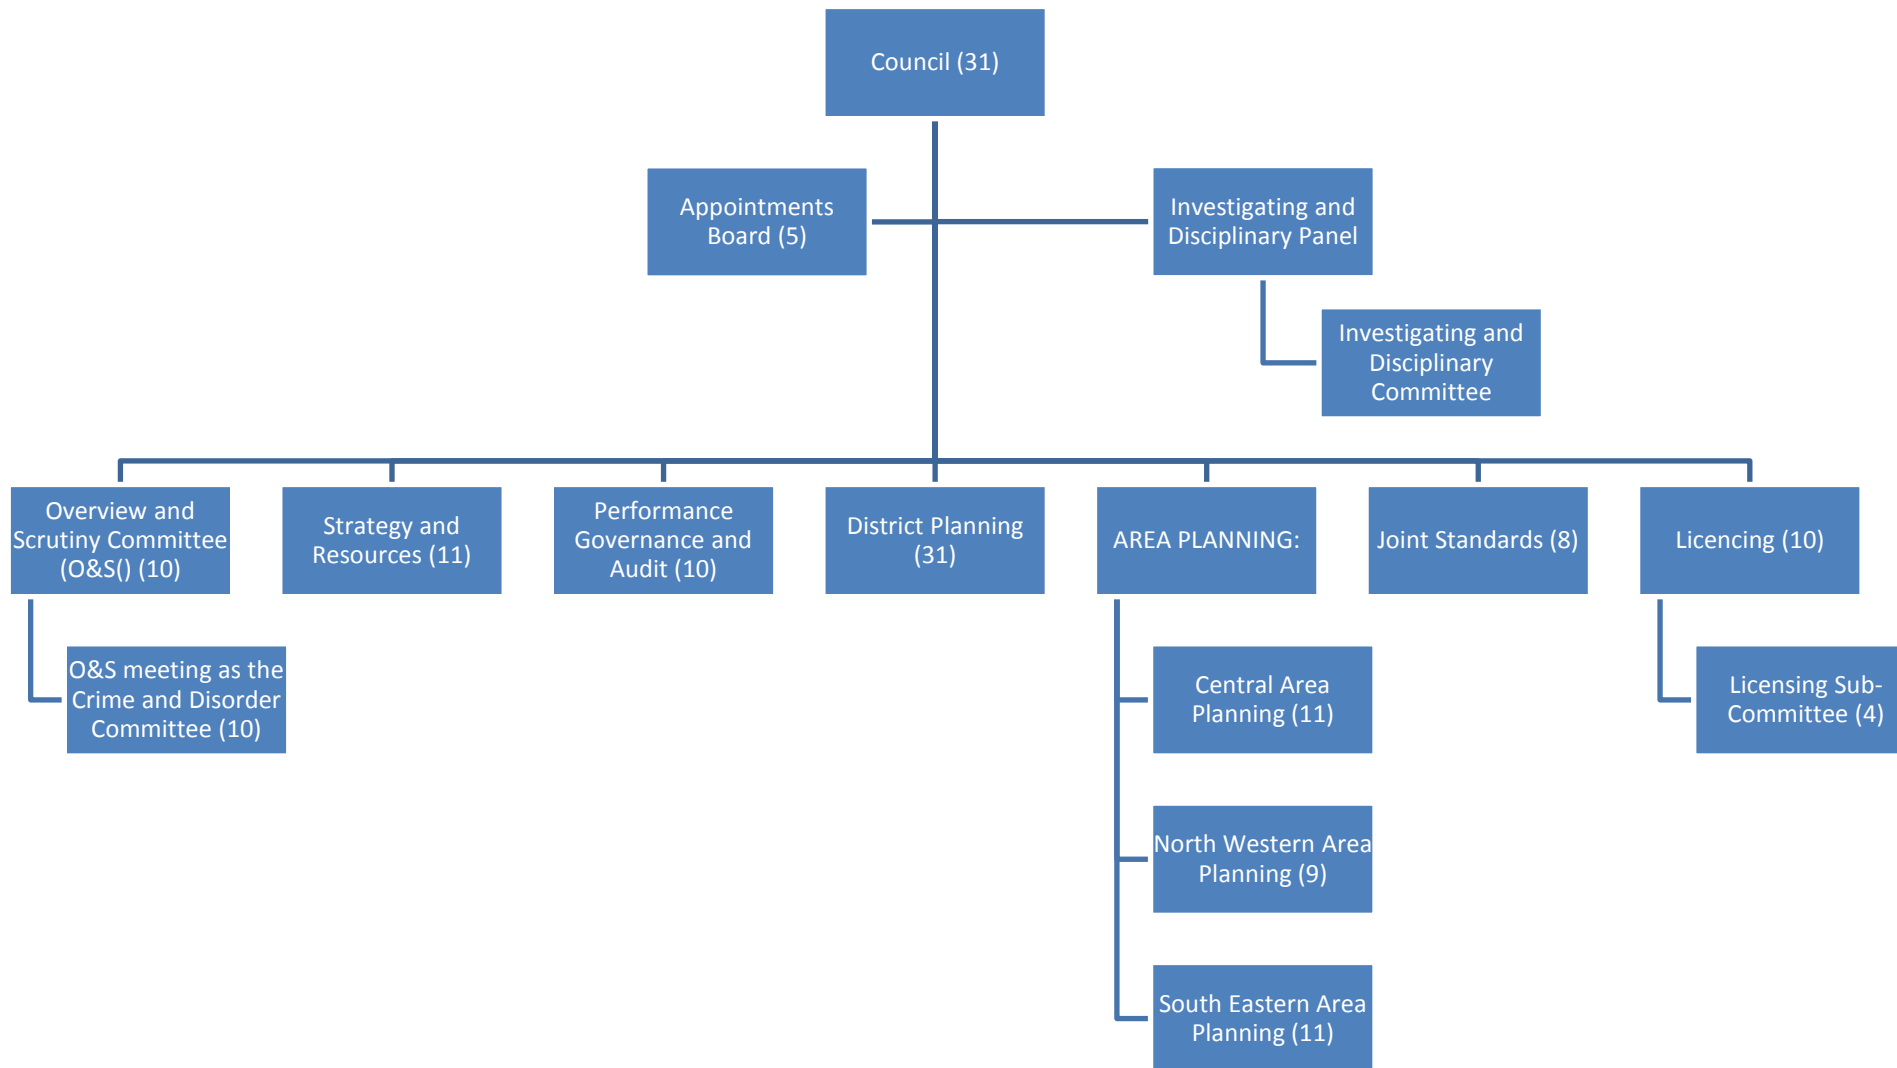 Council (31)
Appointments
Board (5)
Investigating and
Disciplinary Panel
Investigating and
Disciplinary
Committee
Overview and
Scrutiny Committee
(O&S() (10)
Strategy and
Resources (11)
Performance
Governance and
Audit (10)
District Planning
(31)
AREA PLANNING:
Joint Standards (8)
Licencing (10)
O&S meeting as the
Crime and Disorder
Committee (10)
Central Area
Planning (11)
Licensing Sub-
Committee (4)
North Western Area
Planning (9)
South Eastern Area
Planning (11)